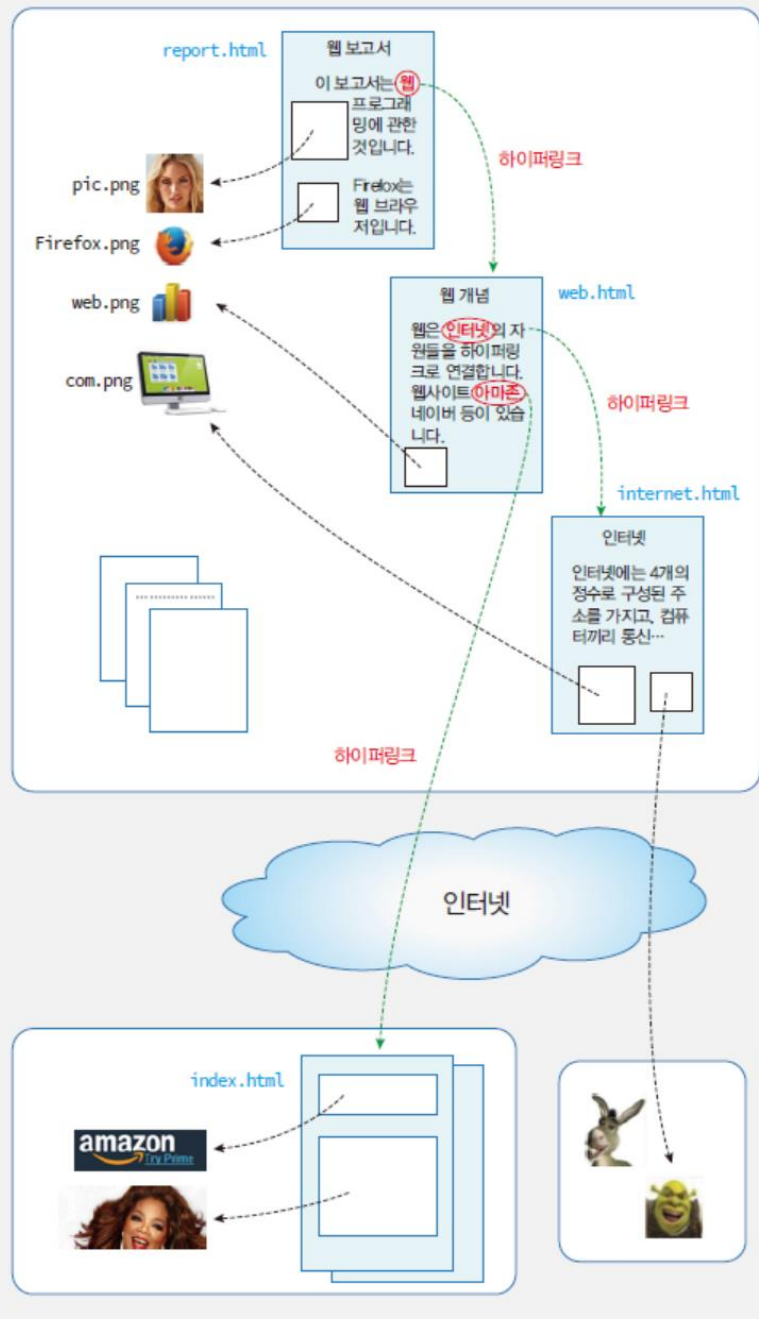 report.html
웹 보고서
이 보고서는 웹
프로그래
밍에 관한
것입니다.
하이퍼링크
pic.png
Firefox는
웹 브라우
저입니다.
Firefox.png
web.png
웹 개념
web.html
웹은 인터넷의 자
원들을 하이퍼링
크로 연결합니다.
웹사이트 아마존,
네이버 등이 있습
니다.
com.png
하이퍼링크
internet.html
인터넷
인터넷에는 4개의
정수로 구성된 주
소를 가지고, 컴퓨
터끼리 통신…
하이퍼링크
인터넷
index.html
amazon
Try Prime